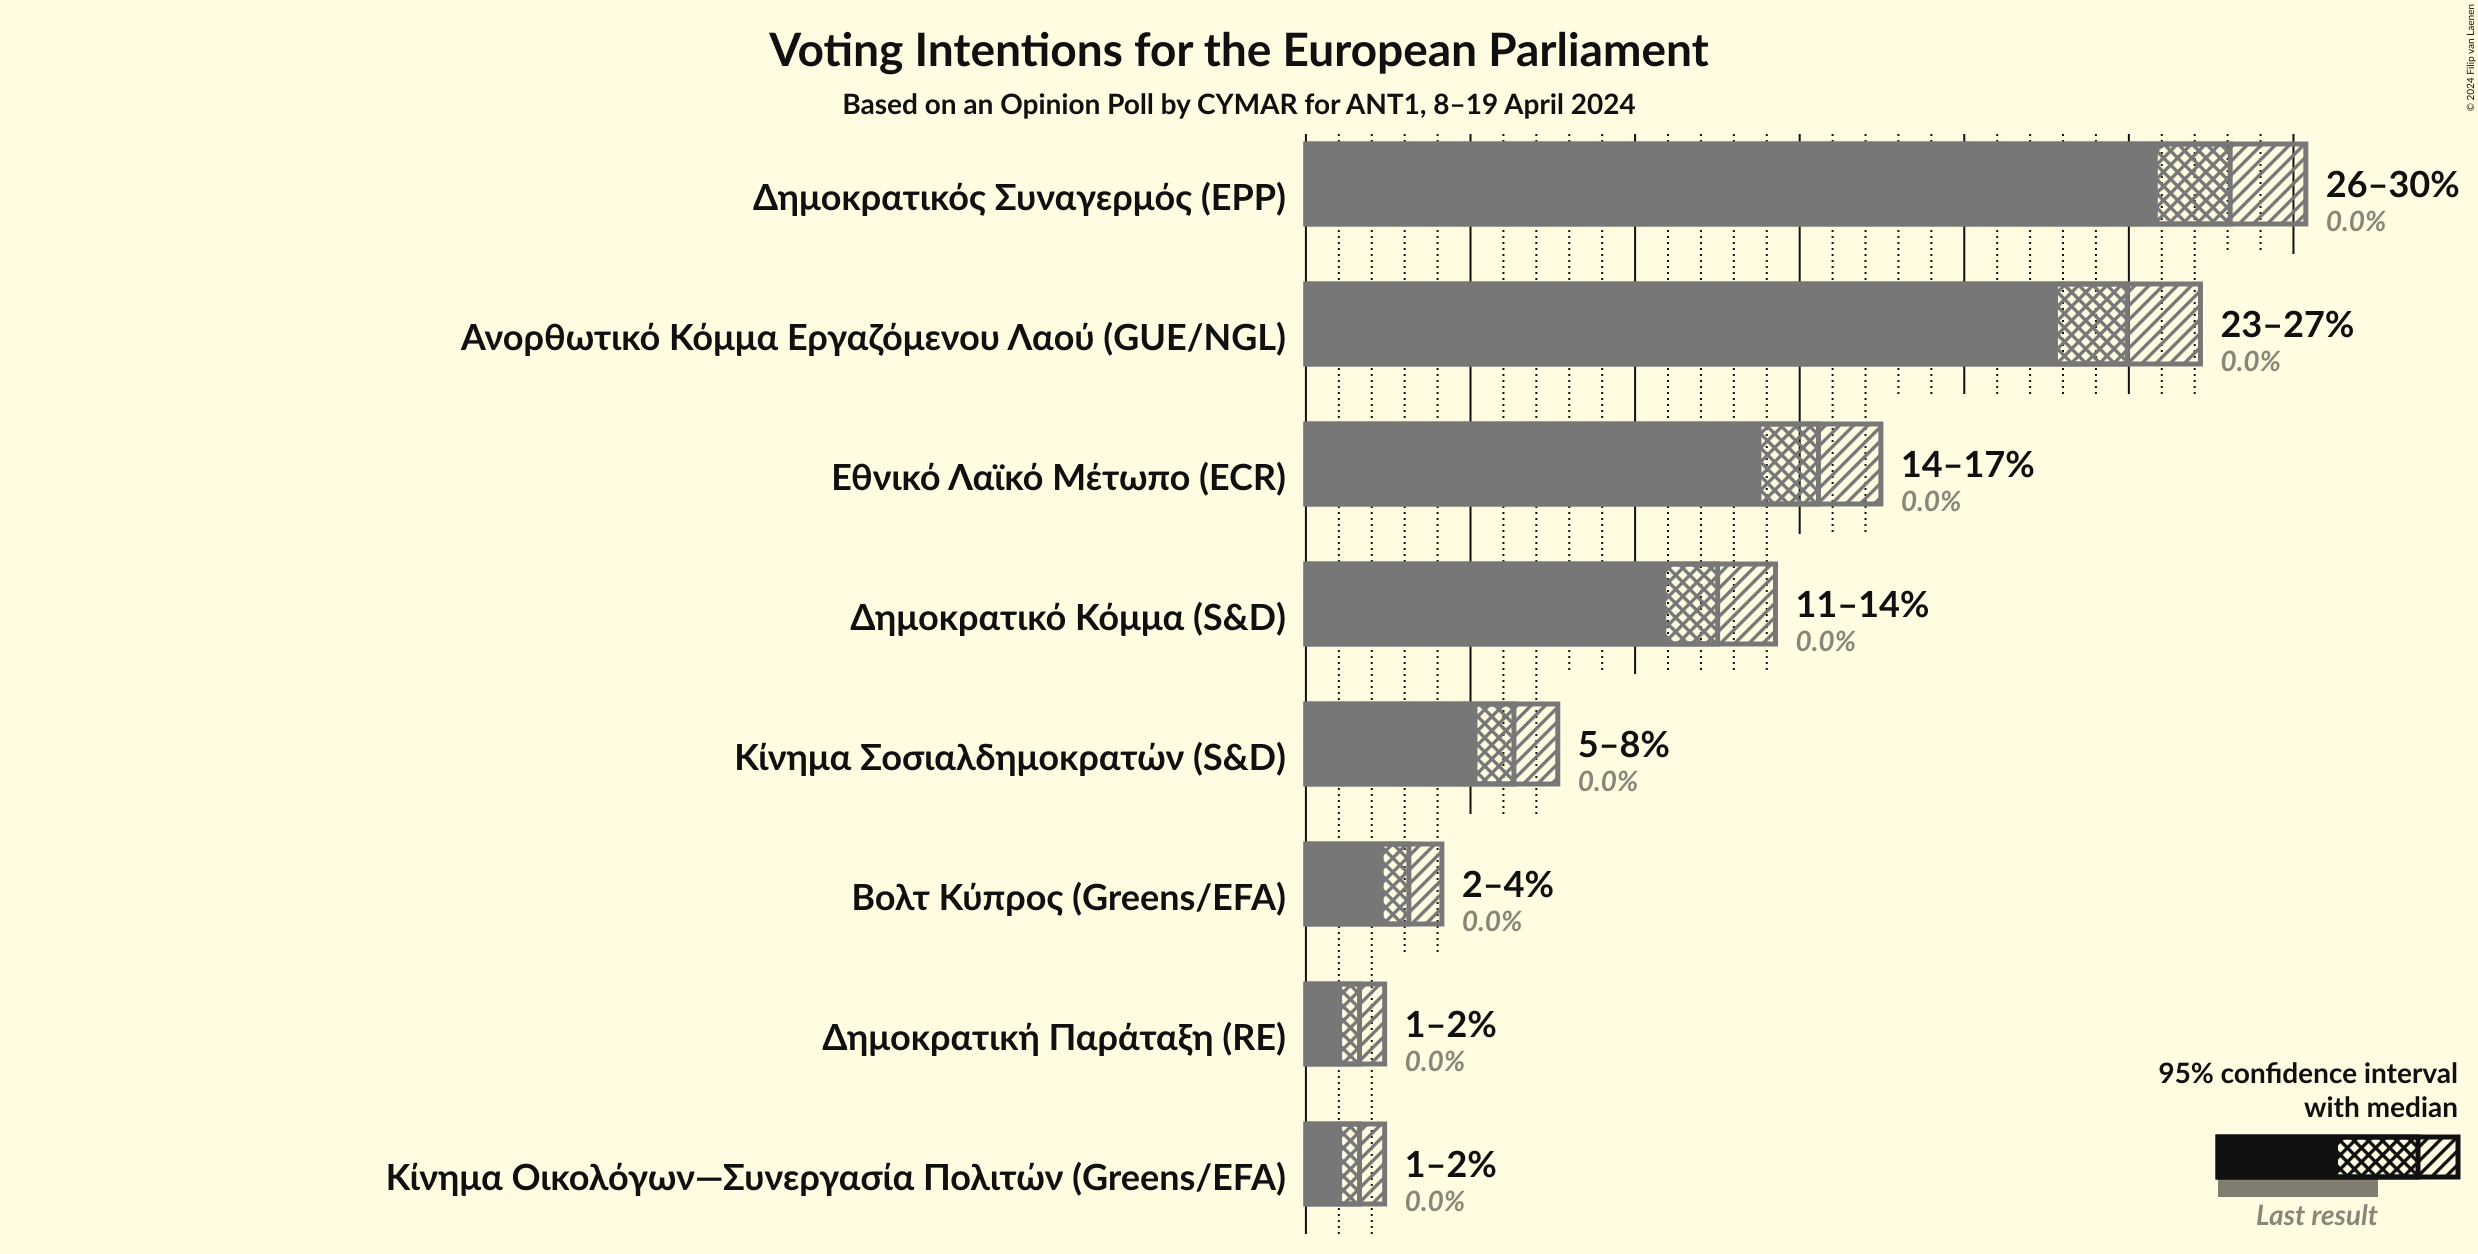 Voting Intentions for the European Parliament
Based on an Opinion Poll by CYMAR for ANT1, 8–19 April 2024
© 2024 Filip van Laenen
Δημοκρατικός Συναγερμός (EPP)
26–30%
0.0%
Ανορθωτικό Κόμμα Εργαζόμενου Λαού (GUE/NGL)
23–27%
0.0%
Εθνικό Λαϊκό Μέτωπο (ECR)
14–17%
0.0%
Δημοκρατικό Κόμμα (S&D)
11–14%
0.0%
Κίνημα Σοσιαλδημοκρατών (S&D)
5–8%
0.0%
Βολτ Κύπρος (Greens/EFA)
2–4%
0.0%
Δημοκρατική Παράταξη (RE)
1–2%
0.0%
Κίνημα Οικολόγων—Συνεργασία Πολιτών (Greens/EFA)
1–2%
0.0%
95% confidence interval
with median
Last result